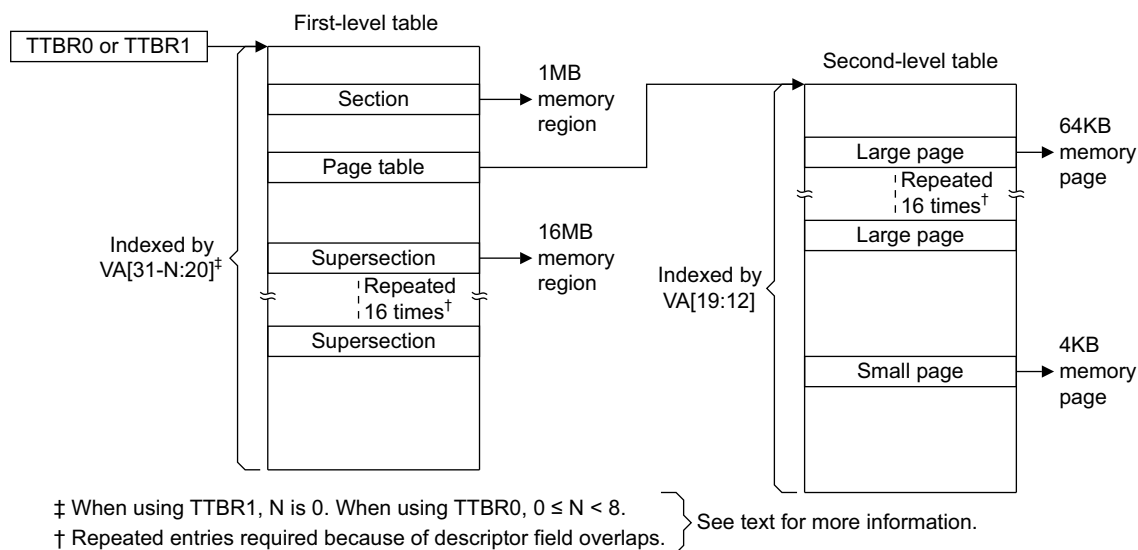 First-level table
TTBR0 or TTBR1
Section
1MB
memory
region
Page table
Indexed by
VA[31-N:20]‡
Supersection
16MB
memory
region
Repeated
16 times†
Supersection
Second-level table
Large page
64KB
memory
page
Repeated
16 times†
Large page
Indexed by
VA[19:12]
Small page
4KB
memory
page
‡ When using TTBR1, N is 0. When using TTBR0, 0 ≤ N < 8.
† Repeated entries required because of descriptor field overlaps.
See text for more information.